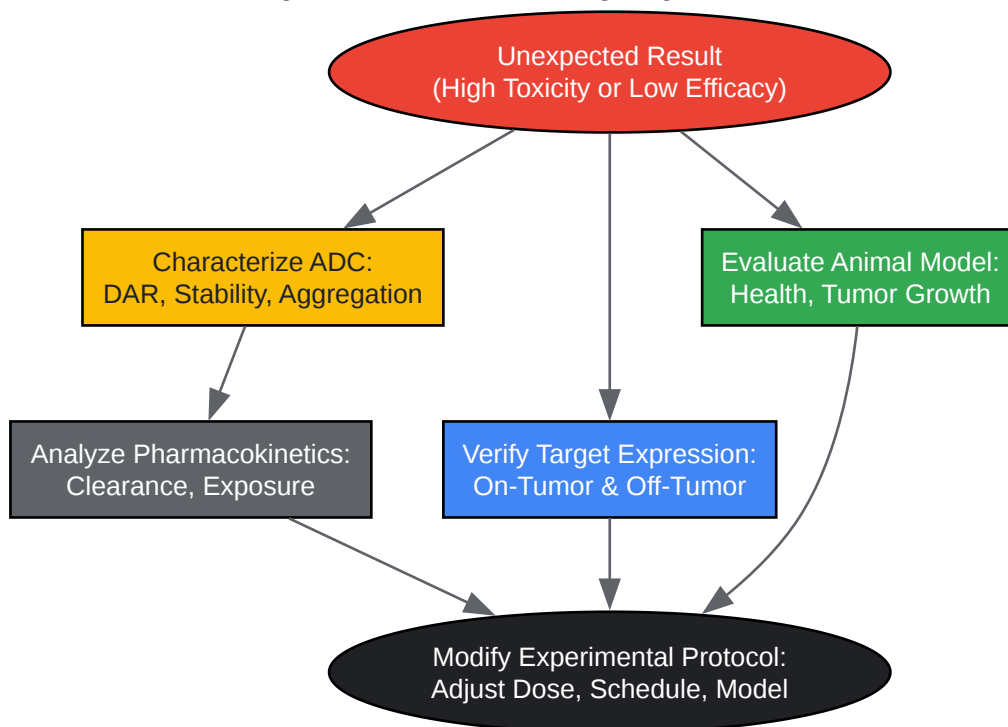 Unexpected Result
(High Toxicity or Low Efficacy)
Characterize ADC:
DAR, Stability, Aggregation
Evaluate Animal Model:
Health, Tumor Growth
Analyze Pharmacokinetics:
Clearance, Exposure
Verify Target Expression:
On-Tumor & Off-Tumor
Modify Experimental Protocol:
Adjust Dose, Schedule, Model